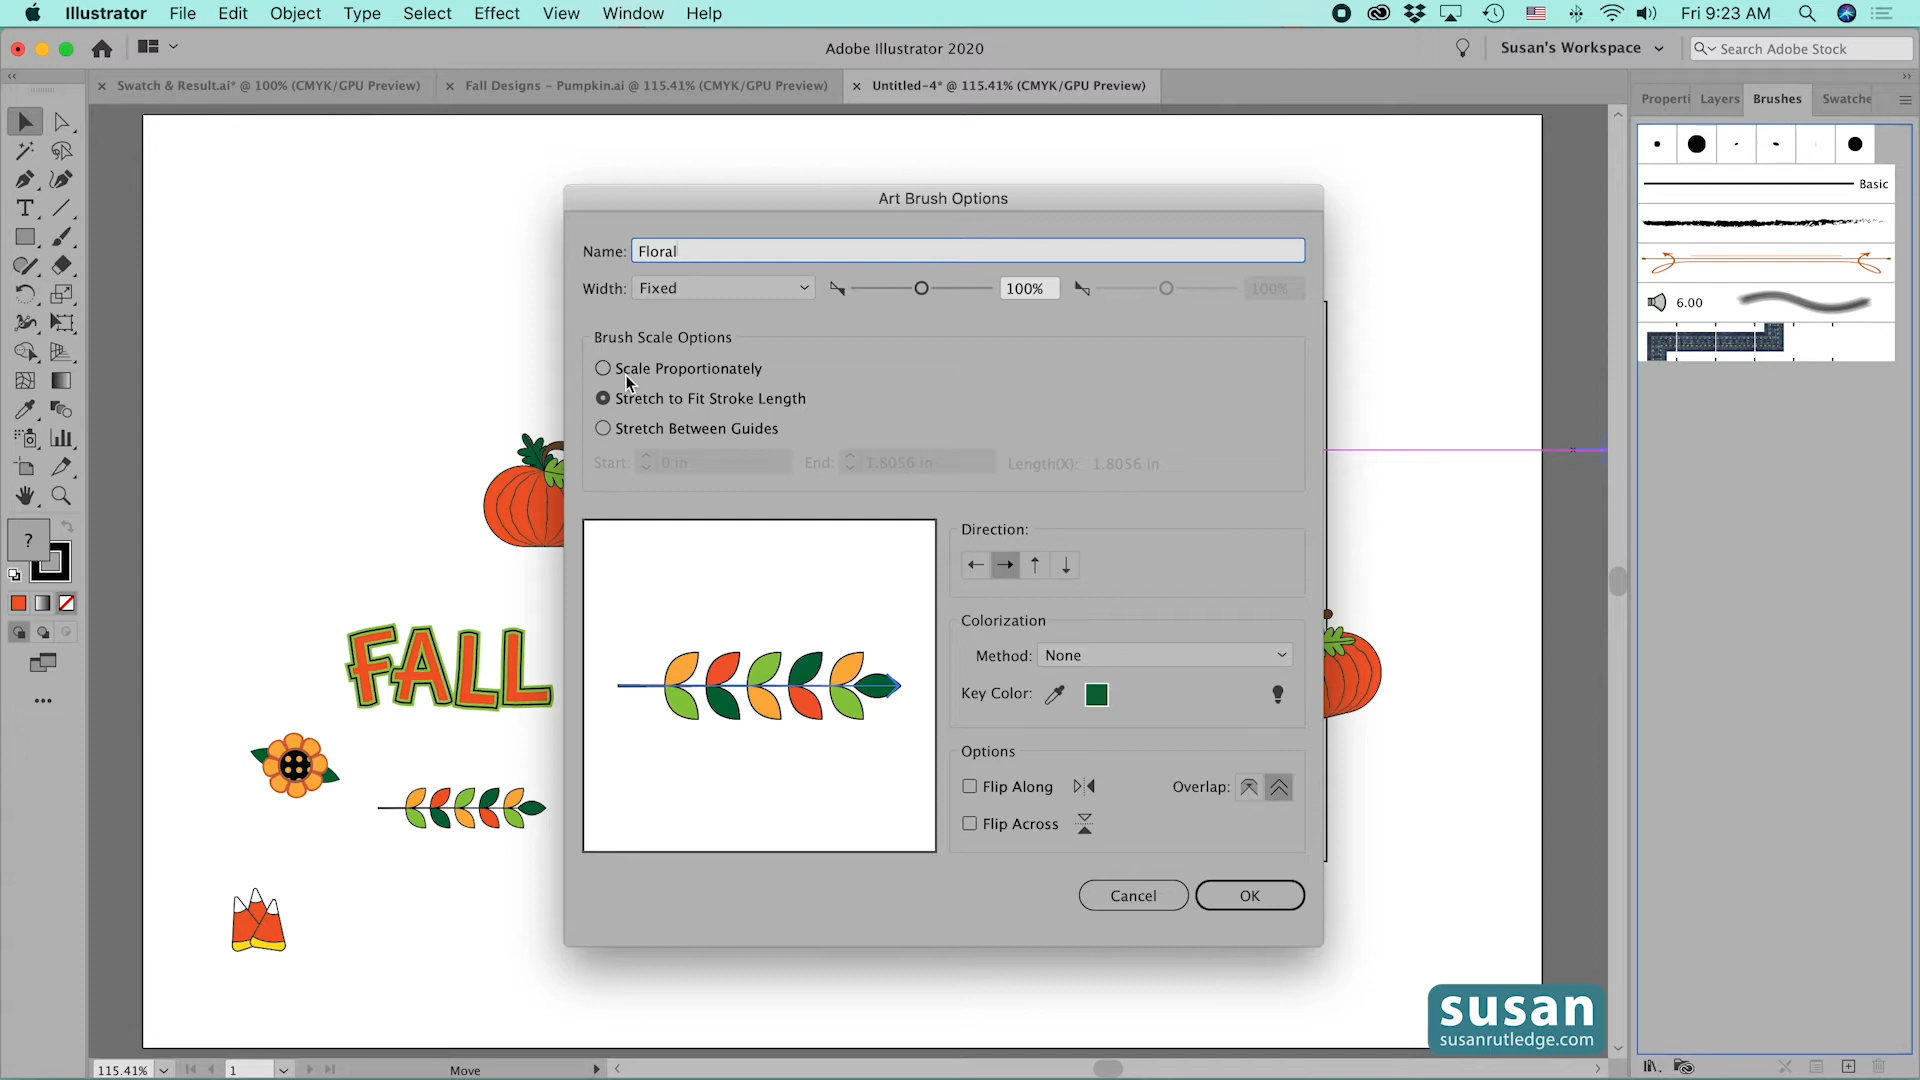 Illustrator File Edit Object Type Select Effect View Window Help Fri 9:23 AM
Adobe Illustrator 2020 Susan's Workspace Search Adobe Stock
Swatch & Result.ai* @ 100% (CMYK/GPU Preview) Fall Designs - Pumpkin.ai @ 115.41% (CMYK/GPU Preview) Untitled-4* @ 115.41% (CMYK/GPU Preview)
Properti Layers Brushes Swatche
Basic
6.00
Art Brush Options
Name: Floral
Width: Fixed 100% 100%
Brush Scale Options
Scale Proportionately
Stretch to Fit Stroke Length
Stretch Between Guides
Start: 0 in End: 1.8056 in Length(X): 1.8056 in
Direction:
Colorization
Method: None
Key Color:
Options
Flip Along Overlap:
Flip Across
Cancel OK
?
T
FALL
susan
susanrutledge.com
115.41% 1 Move